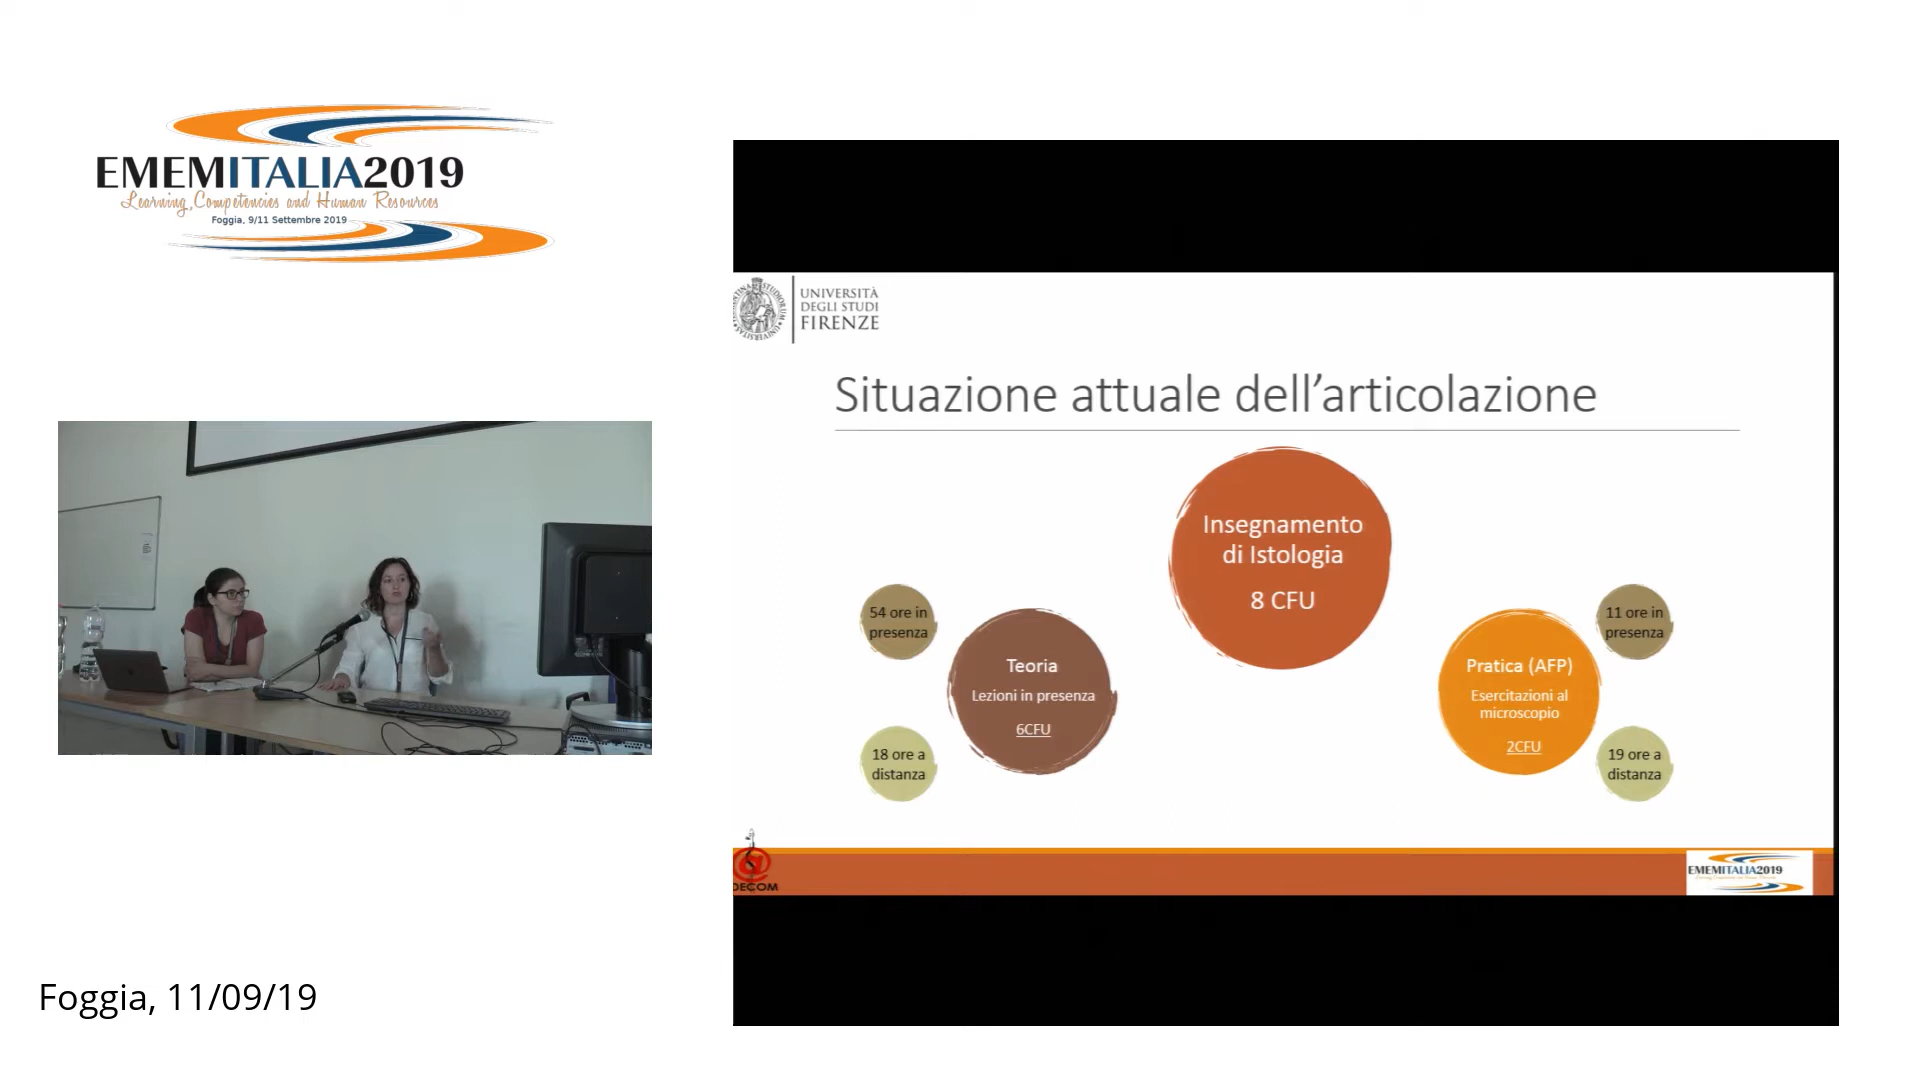 EMEMITALIA2019
Learning, Competencies and Human Resources
Foggia, 9/11 Settembre 2019
UNIVERSITÀ
DEGLI STUDI
FIRENZE
Situazione attuale dell’articolazione
Insegnamento
di Istologia
8 CFU
54 ore in
presenza
Teoria
Lezioni in presenza
6CFU
18 ore a
distanza
11 ore in
presenza
Pratica (AFP)
Esercitazioni al
microscopio
2CFU
19 ore a
distanza
DECOM
EMEMITALIA2019
Foggia, 11/09/19